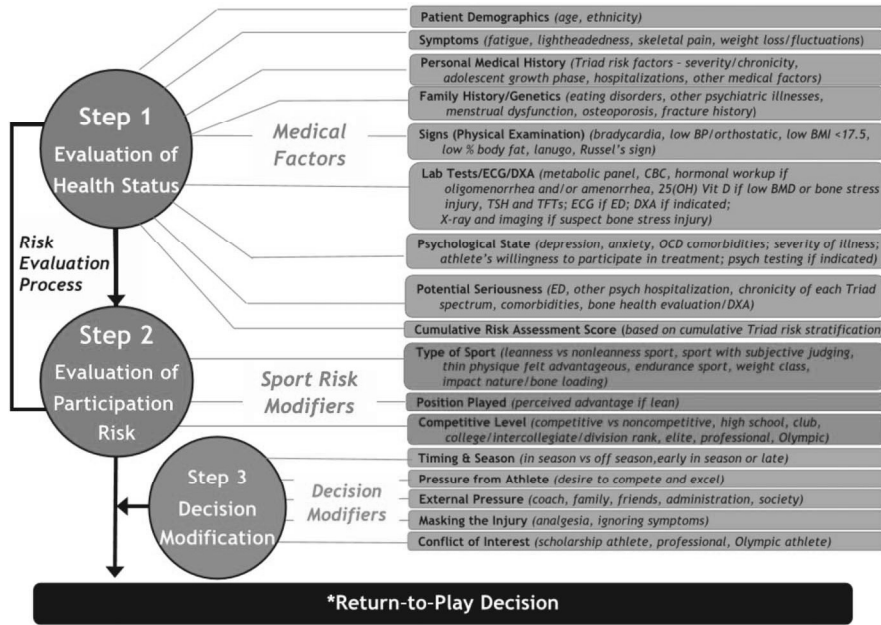 Step 1
Evaluation of
Health Status
Risk
Evaluation
Process
Medical
Factors
Patient Demographics (age, ethnicity)
Symptoms (fatigue, lightheadedness, skeletal pain, weight loss/fluctuations)
Personal Medical History (Triad risk factors – severity/chronicity,
adolescent growth phase, hospitalizations, other medical factors)
Family History/Genetics (eating disorders, other psychiatric illnesses,
menstrual dysfunction, osteoporosis, fracture history)
Signs (Physical Examination) (bradycardia, low BP/orthostatic, low BMI <17.5,
low % body fat, lanugo, Russel's sign)
Lab Tests/ECG/DXA (metabolic panel, CBC, hormonal workup if
oligomenorrhea and/or amenorrhea, 25(OH) Vit D if low BMD or bone stress
injury, TSH and TFTs; ECG if ED; DXA if indicated;
X-ray and imaging if suspect bone stress injury)
Psychological State (depression, anxiety, OCD comorbidities; severity of illness;
athlete's willingness to participate in treatment; psych testing if indicated)
Potential Seriousness (ED, other psych hospitalization, chronicity of each Triad
spectrum, comorbidities, bone health evaluation/DXA)
Cumulative Risk Assessment Score (based on cumulative Triad risk stratification
Step 2
Evaluation of
Participation
Risk
Sport Risk
Modifiers
Type of Sport (leanness vs nonleanness sport, sport with subjective judging,
thin physique felt advantageous, endurance sport, weight class,
impact nature/bone loading)
Position Played (perceived advantage if lean)
Competitive Level (competitive vs noncompetitive, high school, club,
college/intercollegiate/division rank, elite, professional, Olympic)
Step 3
Decision
Modification
Decision
Modifiers
Timing & Season (in season vs off season,early in season or late)
Pressure from Athlete (desire to compete and excel)
External Pressure (coach, family, friends, administration, society)
Masking the Injury (analgesia, ignoring symptoms)
Conflict of Interest (scholarship athlete, professional, Olympic athlete)
*Return-to-Play Decision